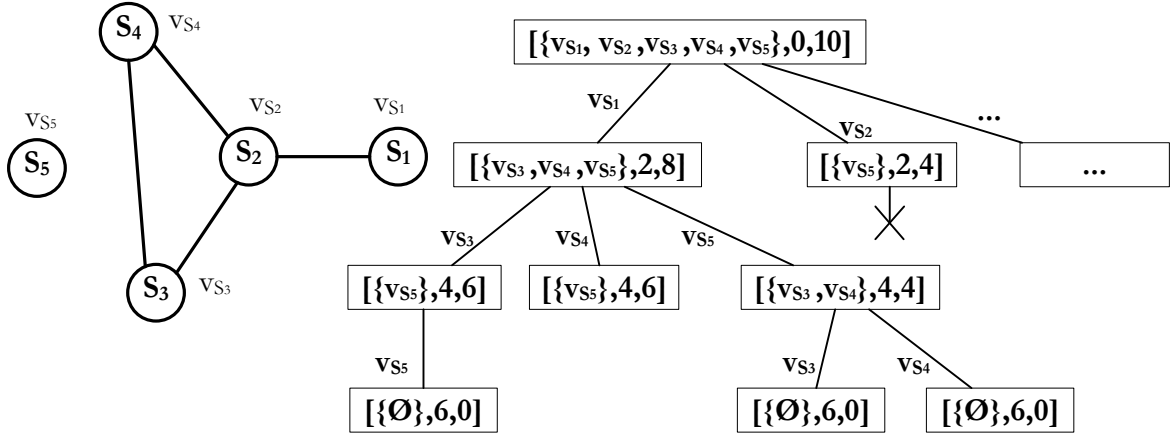 S4 vS4
vS5
S5
vS2
S2
vS1
S1
S3 vS3
[{vS1, vS2 ,vS3 ,vS4 ,vS5},0,10]
vS1
vS2
...
[{vS3 ,vS4 ,vS5},2,8]
[{vS5},2,4]
...
vS3
vS4
vS5
[{vS5},4,6]
[{vS5},4,6]
[{vS3 ,vS4},4,4]
vS5
vS3
vS4
[{Ø},6,0]
[{Ø},6,0]
[{Ø},6,0]